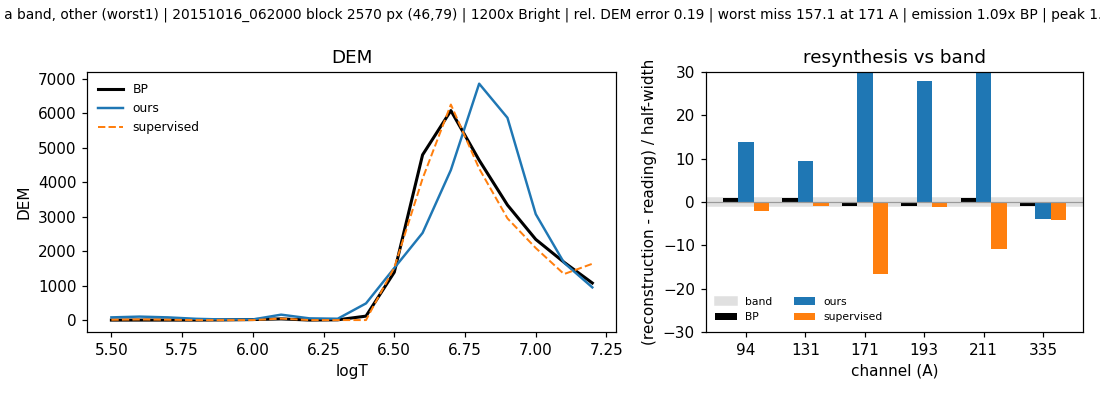 a band, other (worst1) | 20151016_062000 block 2570 px (46,79) | 1200x Bright | rel. DEM error 0.19 | worst miss 157.1 at 171 A | emission 1.09x BP | peak 1.
DEM
7000
6000
5000
4000
3000
2000
1000
0
DEM
BP
ours
supervised
5.50 5.75 6.00 6.25 6.50 6.75 7.00 7.25
logT
resynthesis vs band
30
20
10
0
−10
−20
−30
(reconstruction - reading) / half-width
band ours
BP supervised
94 131 171 193 211 335
channel (A)